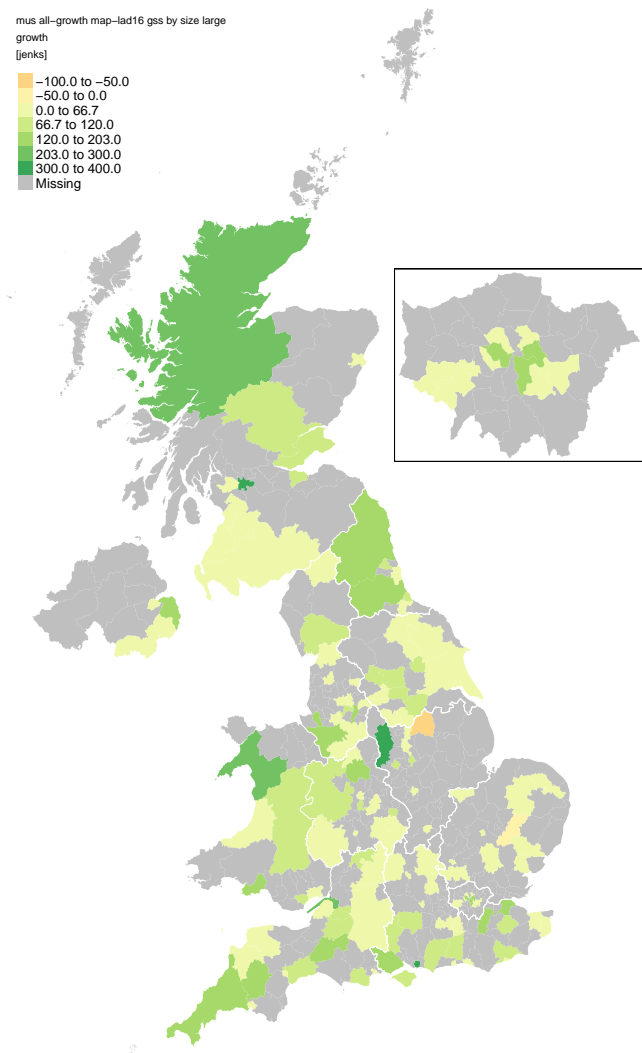 mus all−growth map−lad16 gss by size large
growth
[jenks]
−100.0 to −50.0
−50.0 to 0.0
0.0 to 66.7
66.7 to 120.0
120.0 to 203.0
203.0 to 300.0
300.0 to 400.0
Missing